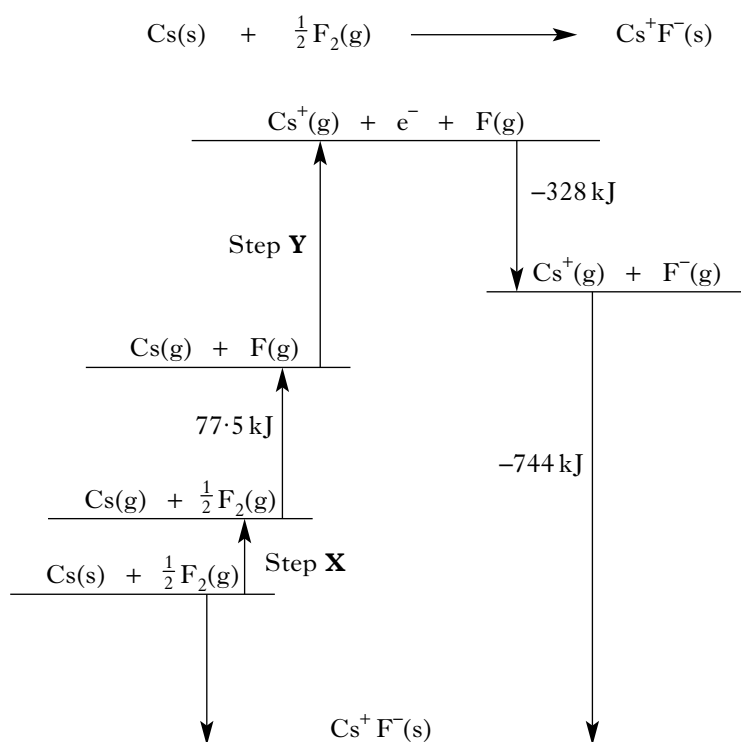 Cs(s) + ½ F₂(g) ⟶ Cs⁺F⁻(s)
Cs⁺(g) + e⁻ + F(g)
−328 kJ
Step Y
Cs⁺(g) + F⁻(g)
Cs(g) + F(g)
77·5 kJ
−744 kJ
Cs(g) + ½ F₂(g)
Step X
Cs(s) + ½ F₂(g)
Cs⁺ F⁻(s)